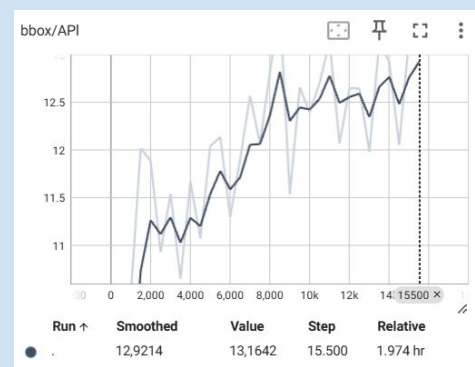 bbox/APl
12.5
12
11.5
11
0 2,000 4,000 6,000 8,000 10k 12k 15500 ×
Run ↑ Smoothed Value Step Relative
. 12,9214 13,1642 15.500 1.974 hr